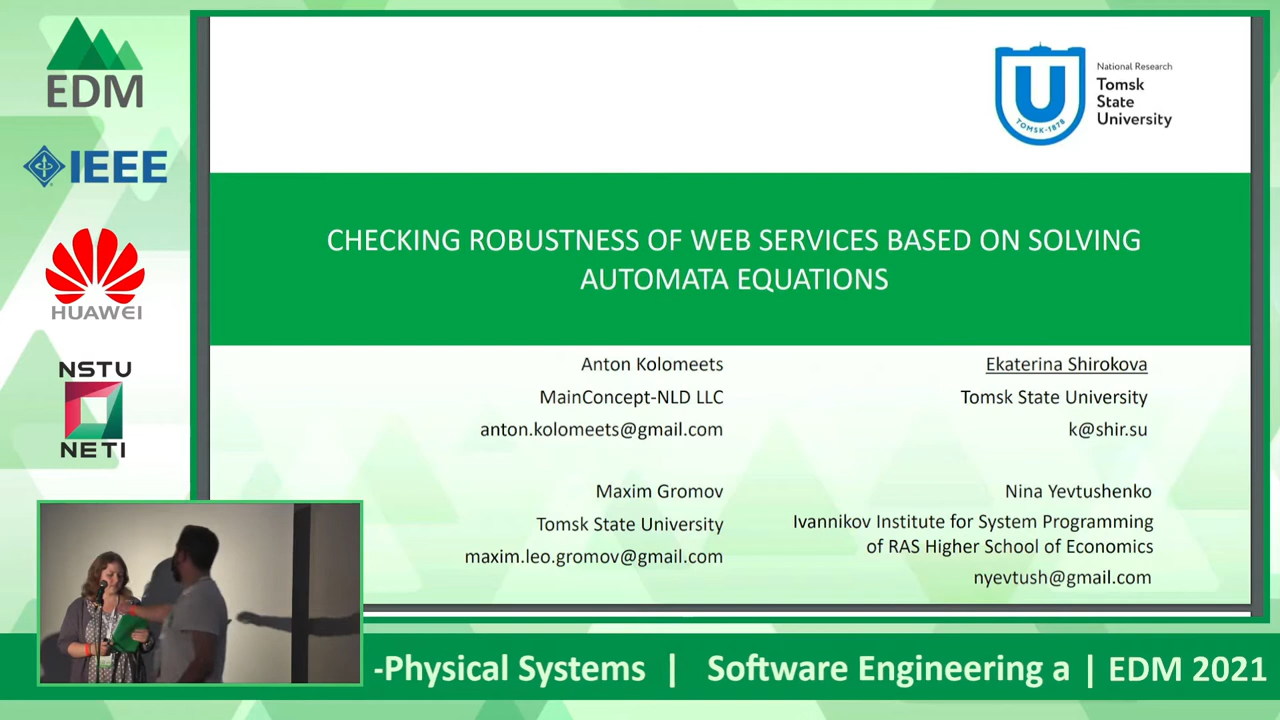 EDM
IEEE
HUAWEI
NSTU
NETI
National Research
Tomsk
State
University
TOMSK-1878
CHECKING ROBUSTNESS OF WEB SERVICES BASED ON SOLVING
AUTOMATA EQUATIONS
Anton Kolomeets
MainConcept-NLD LLC
anton.kolomeets@gmail.com
Ekaterina Shirokova
Tomsk State University
k@shir.su
Maxim Gromov
Tomsk State University
maxim.leo.gromov@gmail.com
Nina Yevtushenko
Ivannikov Institute for System Programming
of RAS Higher School of Economics
nyevtush@gmail.com
-Physical Systems | Software Engineering a | EDM 2021